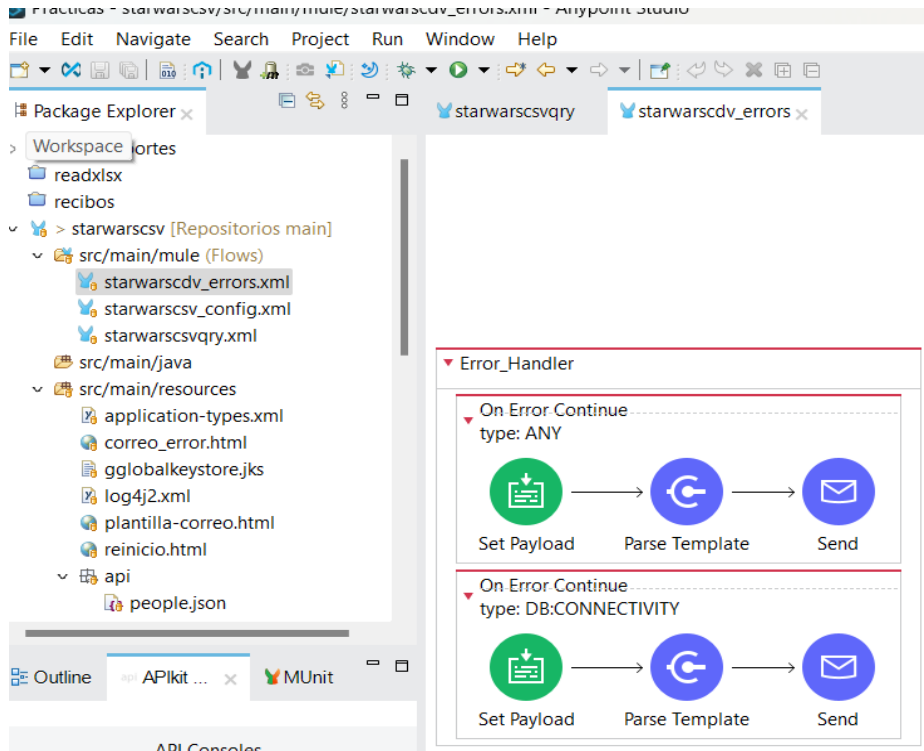 Practicas - starwarscsv/src/main/mule/starwarscdv_errors.xml - Anypoint Studio
File Edit Navigate Search Project Run Window Help
Package Explorer
starwarscsvqry
starwarscdv_errors
Workspace
ortes
readxlsx
recibos
> starwarscsv [Repositorios main]
src/main/mule (Flows)
starwarscdv_errors.xml
starwarscsv_config.xml
starwarscsvqry.xml
src/main/java
src/main/resources
application-types.xml
correo_error.html
gglobalkeystore.jks
log4j2.xml
plantilla-correo.html
reinicio.html
api
people.json
Error_Handler
On Error Continue
type: ANY
Set Payload Parse Template Send
On Error Continue
type: DB:CONNECTIVITY
Set Payload Parse Template Send
Outline
api APIkit ...
MUnit
API Consoles